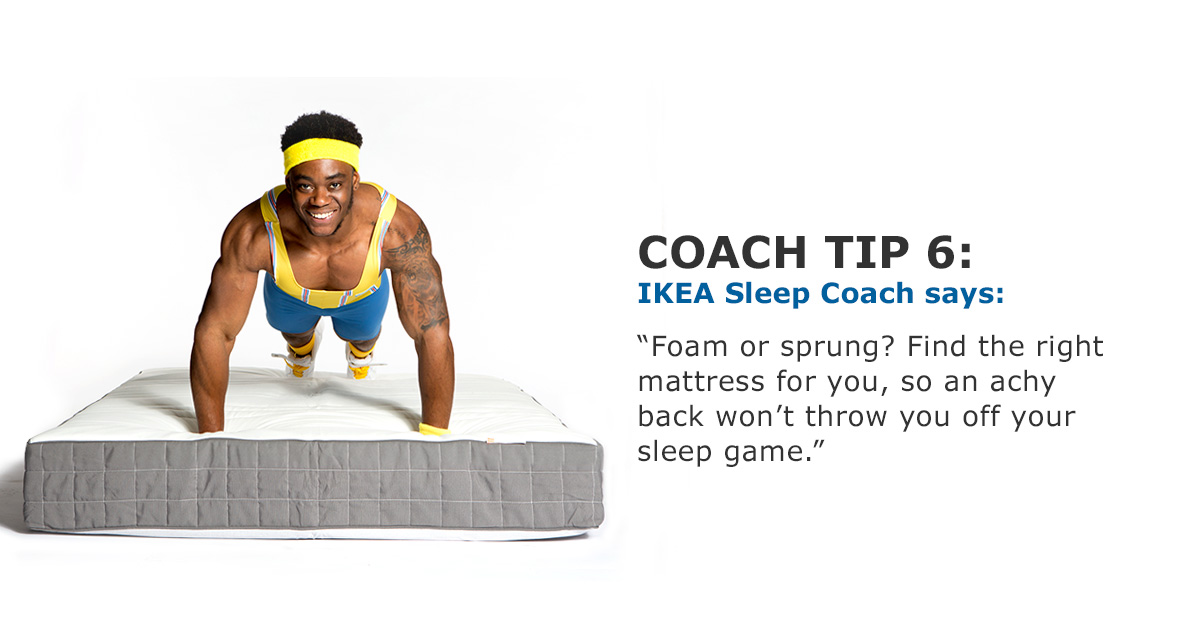 COACH TIP 6:
IKEA Sleep Coach says:
“Foam or sprung? Find the right
mattress for you, so an achy
back won’t throw you off your
sleep game.”